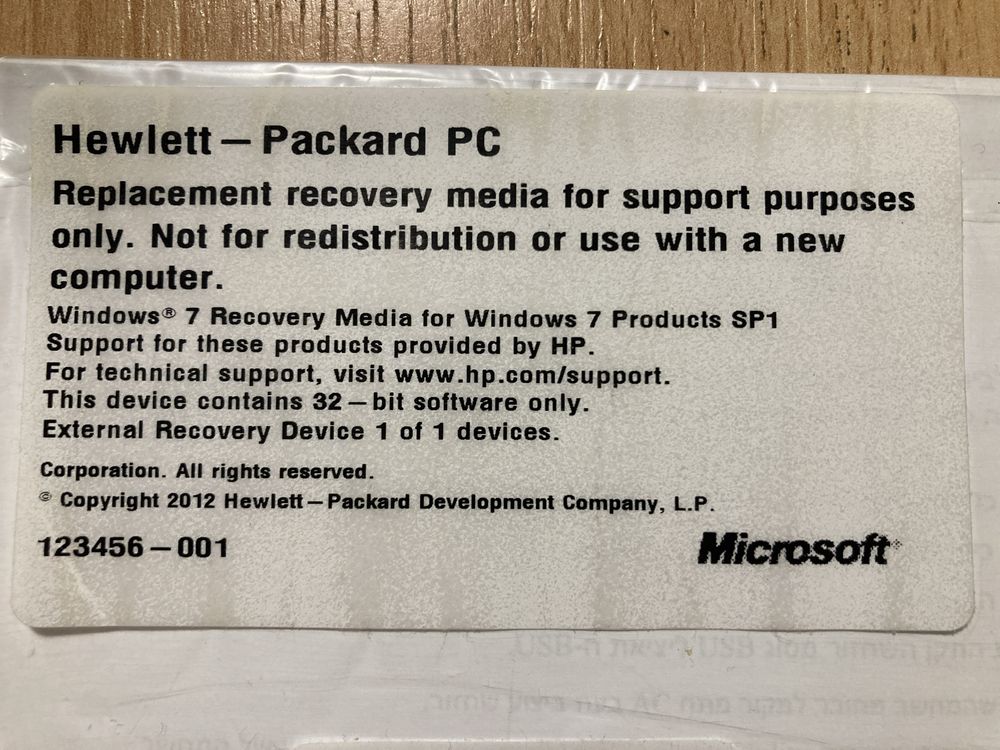 Hewlett — Packard PC
Replacement recovery media for support purposes
only. Not for redistribution or use with a new
computer.
Windows® 7 Recovery Media for Windows 7 Products SP1
Support for these products provided by HP.
For technical support, visit www.hp.com/support.
This device contains 32 — bit software only.
External Recovery Device 1 of 1 devices.
Corporation. All rights reserved.
© Copyright 2012 Hewlett — Packard Development Company, L.P.
123456 — 001
Microsoft